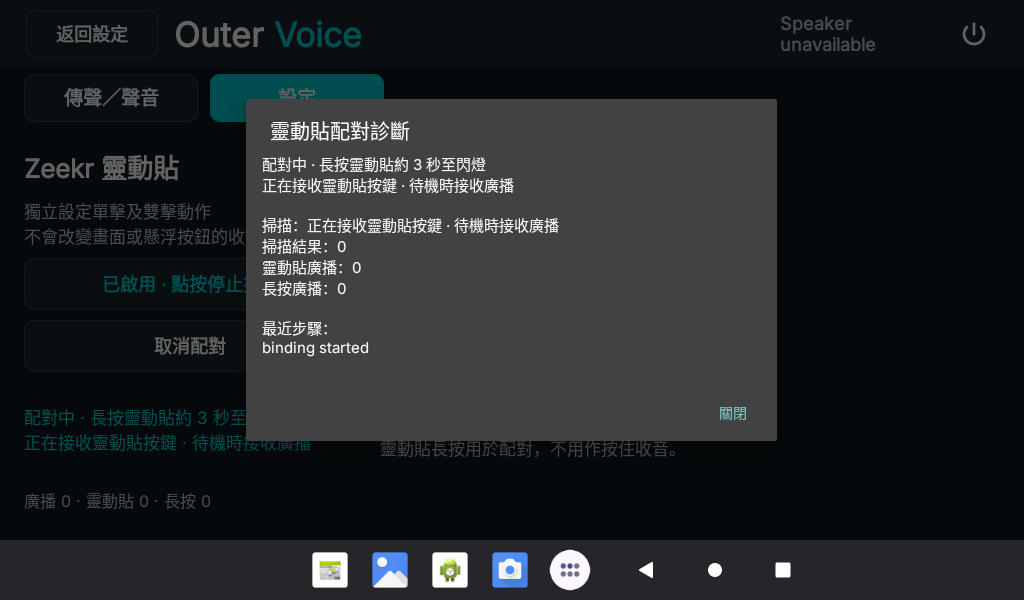 返回設定
Outer Voice
Speaker
unavailable
傳聲／聲音
設定
Zeekr 靈動貼
獨立設定單擊及雙擊動作
不會改變畫面或懸浮按鈕的收
已啟用 · 點按停止
取消配對
配對中 · 長按靈動貼約 3 秒至
正在接收靈動貼按鍵 · 待機時接收廣播
廣播 0 · 靈動貼 0 · 長按 0
靈動貼長按用於配對，不用作按住收音。
靈動貼配對診斷
配對中 · 長按靈動貼約 3 秒至閃燈
正在接收靈動貼按鍵 · 待機時接收廣播
掃描：正在接收靈動貼按鍵 · 待機時接收廣播
掃描結果：0
靈動貼廣播：0
長按廣播：0
最近步驟：
binding started
關閉